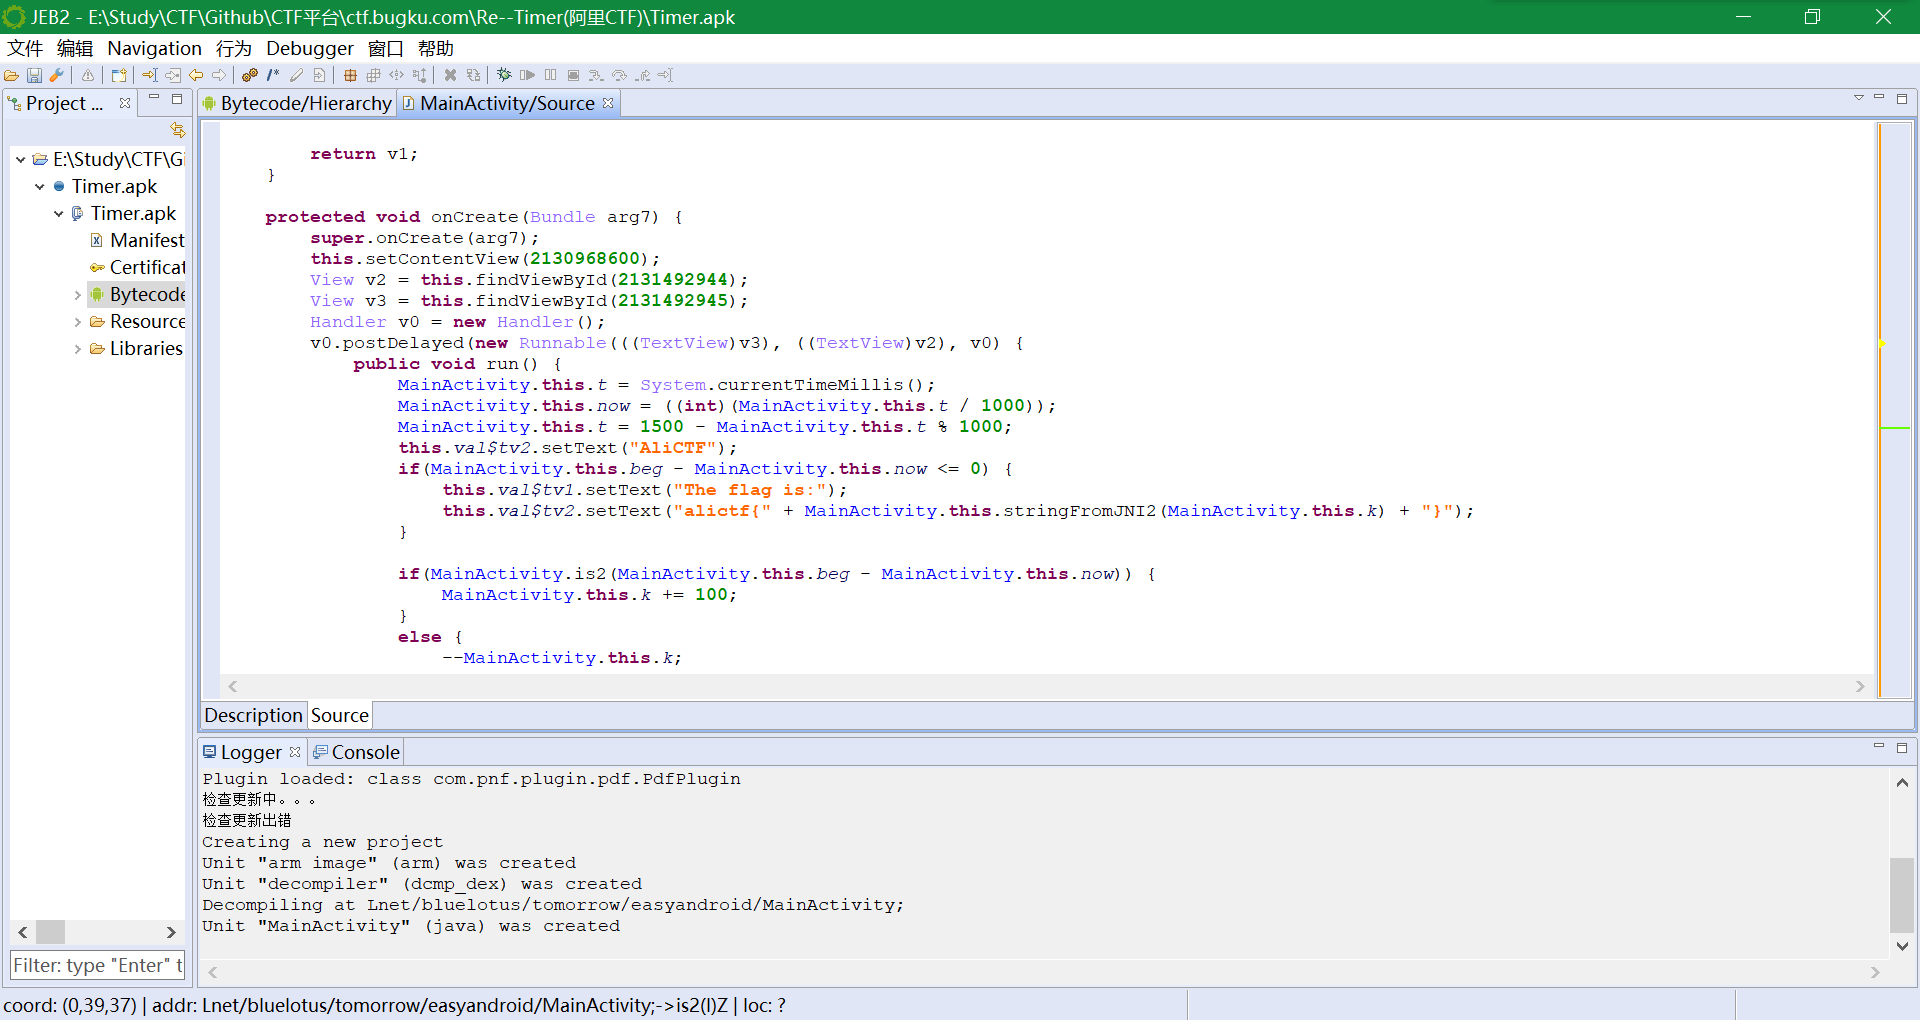 JEB2 - E:\Study\CTF\Github\CTF平台\ctf.bugku.com\Re--Timer(阿里CTF)\Timer.apk
文件 编辑 Navigation 行为 Debugger 窗口 帮助
Project ...
Bytecode/Hierarchy MainActivity/Source
E:\Study\CTF\Gi
Timer.apk
Timer.apk
Manifest
Certificat
Bytecode
Resource
Libraries
Filter: type "Enter" t
return v1;
}
protected void onCreate(Bundle arg7) {
super.onCreate(arg7);
this.setContentView(2130968600);
View v2 = this.findViewById(2131492944);
View v3 = this.findViewById(2131492945);
Handler v0 = new Handler();
v0.postDelayed(new Runnable(((TextView)v3), ((TextView)v2), v0) {
public void run() {
MainActivity.this.t = System.currentTimeMillis();
MainActivity.this.now = ((int)(MainActivity.this.t / 1000));
MainActivity.this.t = 1500 - MainActivity.this.t % 1000;
this.val$tv2.setText("AliCTF");
if(MainActivity.this.beg - MainActivity.this.now <= 0) {
this.val$tv1.setText("The flag is:");
this.val$tv2.setText("alictf{" + MainActivity.this.stringFromJNI2(MainActivity.this.k) + "}");
}
if(MainActivity.is2(MainActivity.this.beg - MainActivity.this.now)) {
MainActivity.this.k += 100;
}
else {
--MainActivity.this.k;
Description Source
Logger Console
Plugin loaded: class com.pnf.plugin.pdf.PdfPlugin
检查更新中。。。
检查更新出错
Creating a new project
Unit "arm image" (arm) was created
Unit "decompiler" (dcmp_dex) was created
Decompiling at Lnet/bluelotus/tomorrow/easyandroid/MainActivity;
Unit "MainActivity" (java) was created
coord: (0,39,37) | addr: Lnet/bluelotus/tomorrow/easyandroid/MainActivity;->is2(I)Z | loc: ?